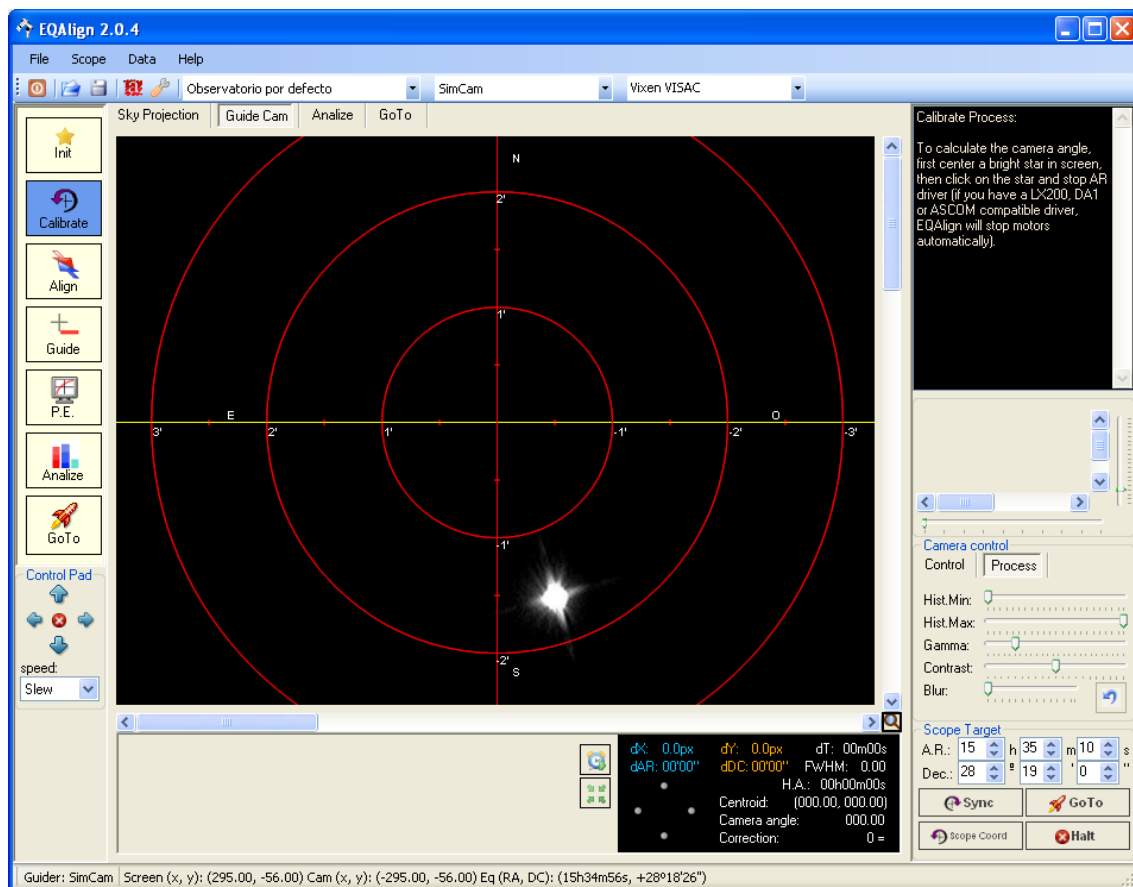 EQAlign 2.0.4
File Scope Data Help
Observatorio por defecto SimCam Vixen VISAC
Sky Projection Guide Cam Analize GoTo
Init
Calibrate
Align
Guide
P.E.
Analize
GoTo
Control Pad
speed:
Slew
N
2'
1'
E O
3' 2' 1' -1' -2' -3'
-1'
-2'
S
Calibrate Process:
To calculate the camera angle,
first center a bright star in screen,
then click on the star and stop AR
driver (if you have a LX200, DA1
or ASCOM compatible driver,
EQAlign will stop motors
automatically).
Camera control
Control Process
Hist.Min:
Hist.Max:
Gamma:
Contrast:
Blur:
Scope Target
A.R.: 15 h 35 m 10 s
Dec.: 28 º 19 ' 0 "
Sync GoTo
Scope Coord Halt
dX: 0.0px dY: 0.0px dT: 00m00s
dAR: 00'00" dDC: 00'00" FWHM: 0.00
H.A.: 00h00m00s
Centroid: (000.00, 000.00)
Camera angle: 000.00
Correction: 0 =
Guider: SimCam Screen (x, y): (295.00, -56.00) Cam (x, y): (-295.00, -56.00) Eq (RA, DC): (15h34m56s, +28º18'26")